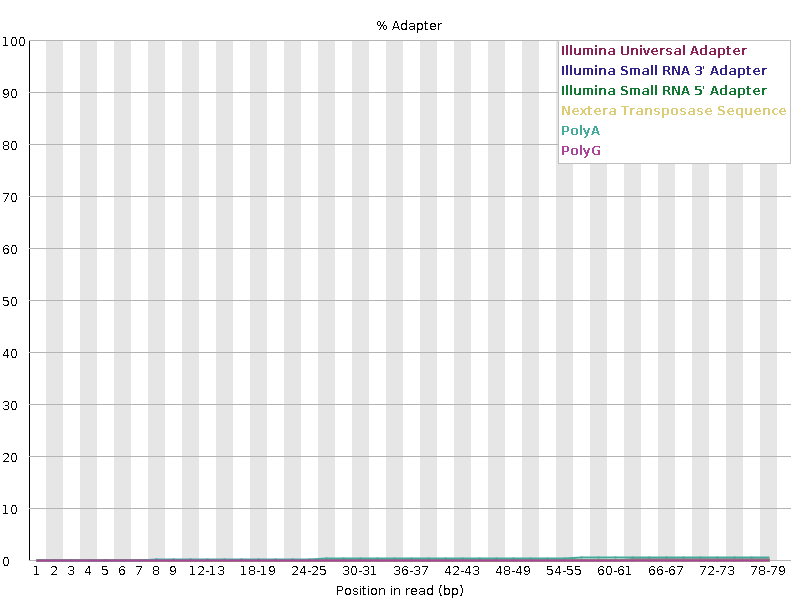 % Adapter
100
90
80
70
60
50
40
30
20
10
0
Illumina Universal Adapter
Illumina Small RNA 3' Adapter
Illumina Small RNA 5' Adapter
Nextera Transposase Sequence
PolyA
PolyG
1 2 3 4 5 6 7 8 9 12-13 18-19 24-25 30-31 36-37 42-43 48-49 54-55 60-61 66-67 72-73 78-79
Position in read (bp)